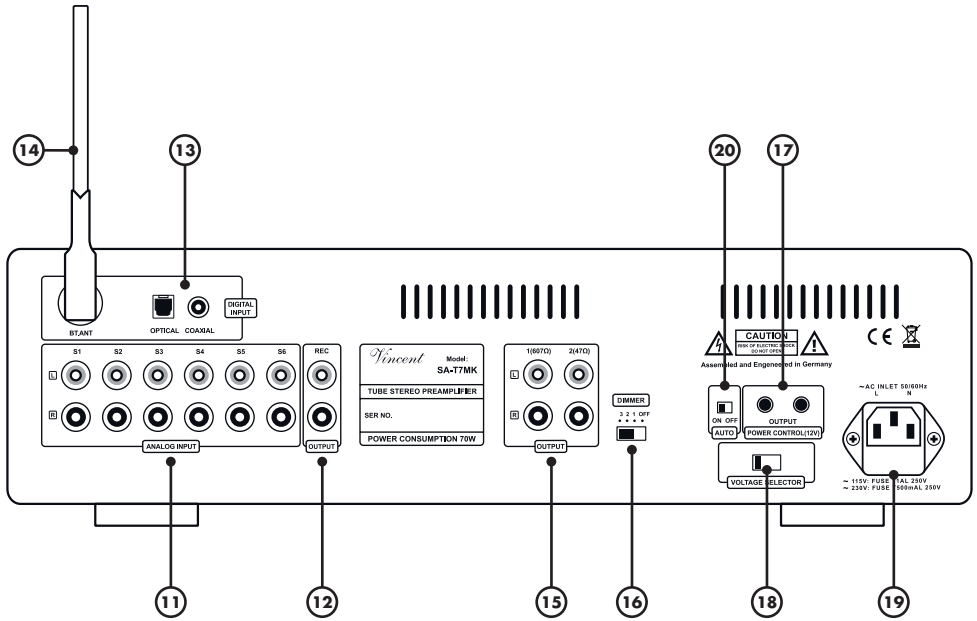 14
13
20
17
BT,ANT
OPTICAL COAXIAL
DIGITAL
INPUT
S1 S2 S3 S4 S5 S6 REC
L
R
ANALOG INPUT
OUTPUT
Vincent Model:
SA-T7MK
TUBE STEREO PREAMPLIFIER
SER NO.
POWER CONSUMPTION 70W
1(607Ω) 2(47Ω)
L
R
OUTPUT
DIMMER
3 2 1 OFF
CAUTION
RISK OF ELECTRIC SHOCK
DO NOT OPEN
Assembled and Engeneered in Germany
CE
ON OFF
AUTO
OUTPUT
POWER CONTROL(12V)
VOLTAGE SELECTOR
~AC INLET 50/60Hz
L N
~ 115V: FUSE 1AL 250V
~ 230V: FUSE 500mAL 250V
11
12
15
16
18
19